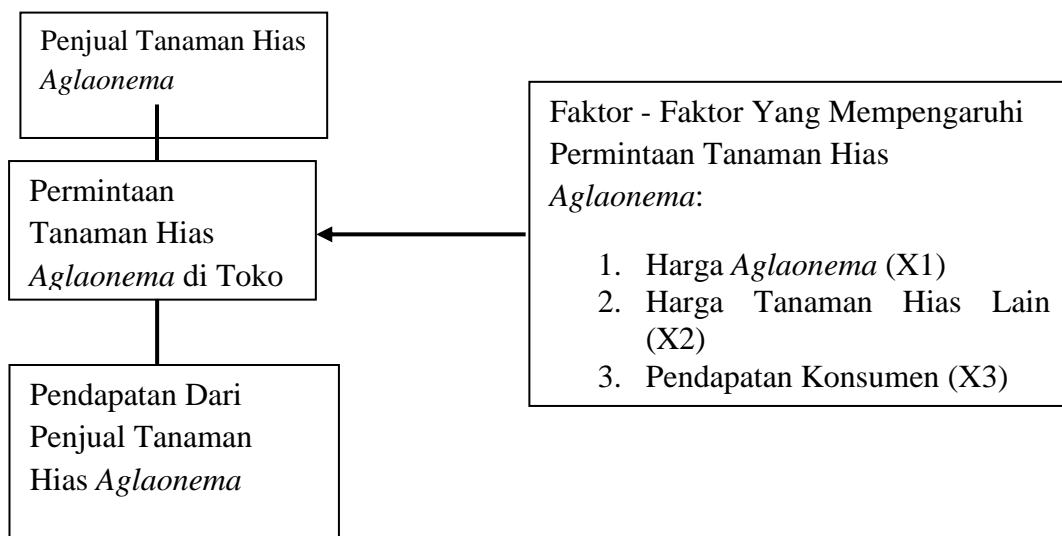 Penjual Tanaman Hias
Aglaonema
Permintaan
Tanaman Hias
Aglaonema di Toko
Pendapatan Dari
Penjual Tanaman
Hias Aglaonema
Faktor - Faktor Yang Mempengaruhi
Permintaan Tanaman Hias
Aglaonema:
1. Harga Aglaonema (X1)
2. Harga Tanaman Hias Lain
(X2)
3. Pendapatan Konsumen (X3)